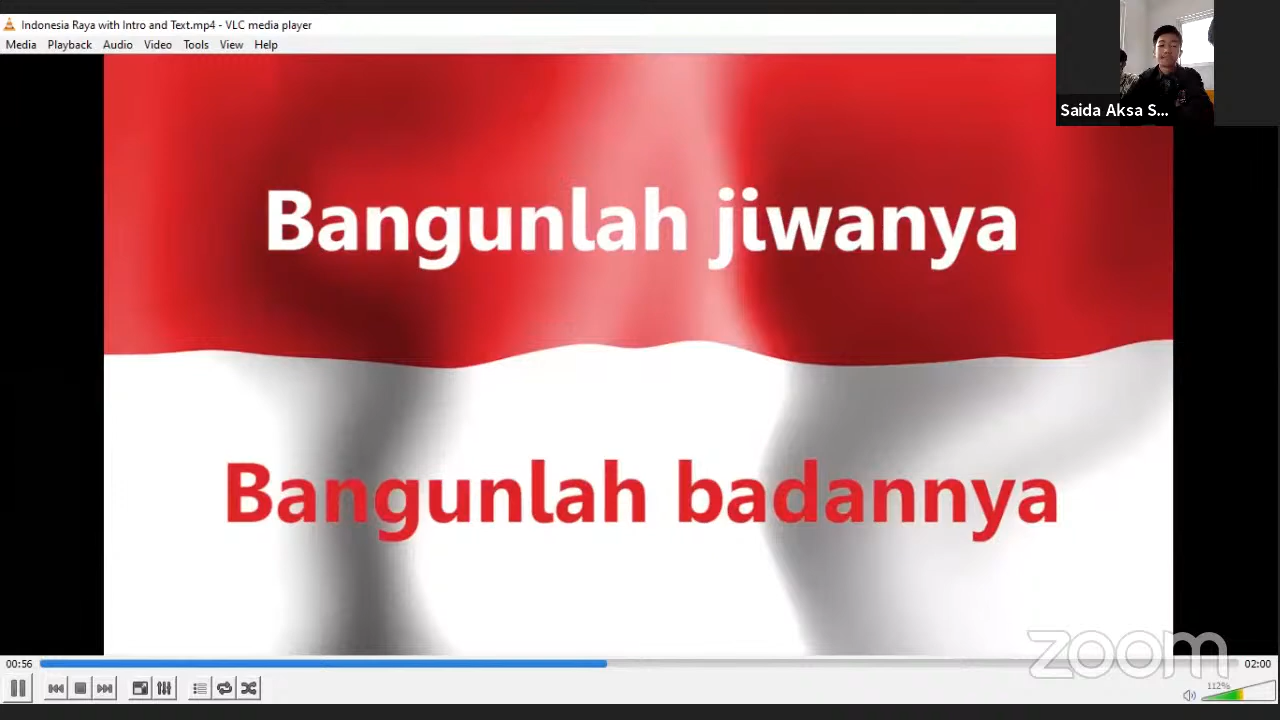 Indonesia Raya with Intro and Text.mp4 - VLC media player
Media Playback Audio Video Tools View Help
Saida Aksa S...
Bangunlah jiwanya
Bangunlah badannya
zoom
00:56
02:00
112%